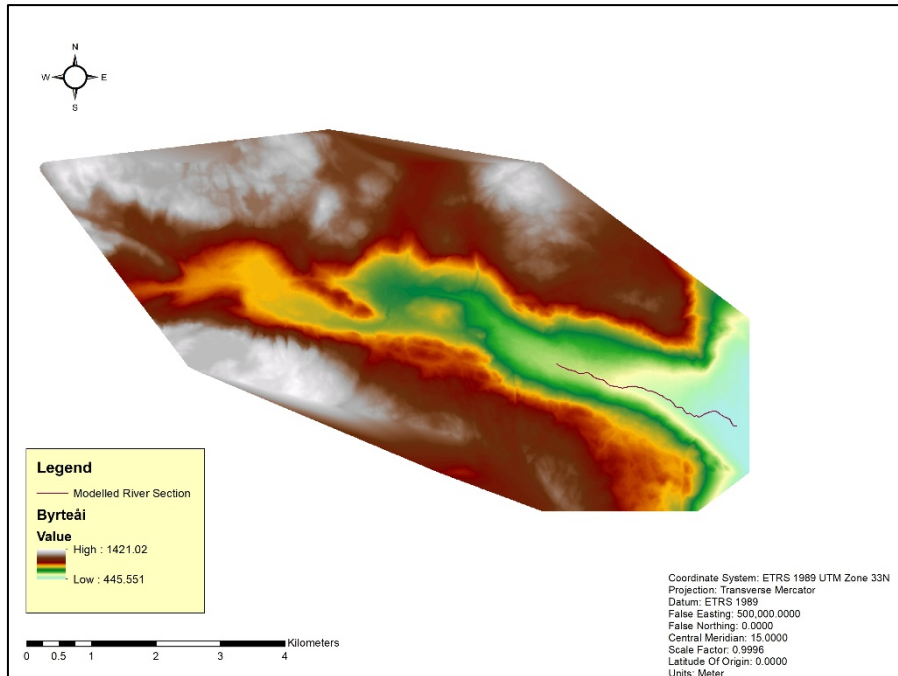 N
W E
S
Legend
Modelled River Section
Byrteåi
Value
High : 1421.02
Low : 445.551
0 0.5 1 2 3 4 Kilometers
Coordinate System: ETRS 1989 UTM Zone 33N
Projection: Transverse Mercator
Datum: ETRS 1989
False Easting: 500,000.0000
False Northing: 0.0000
Central Meridian: 15.0000
Scale Factor: 0.9996
Latitude Of Origin: 0.0000
Units: Meter